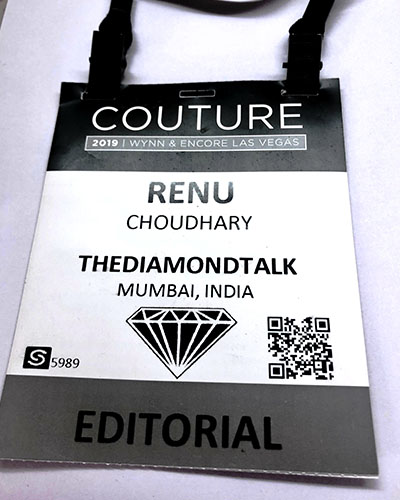 COUTURE
2019 | WYNN & ENCORE LAS VEGAS
RENU
CHOUDHARY
THEDIAMONDTALK
MUMBAI, INDIA
S 5989
EDITORIAL